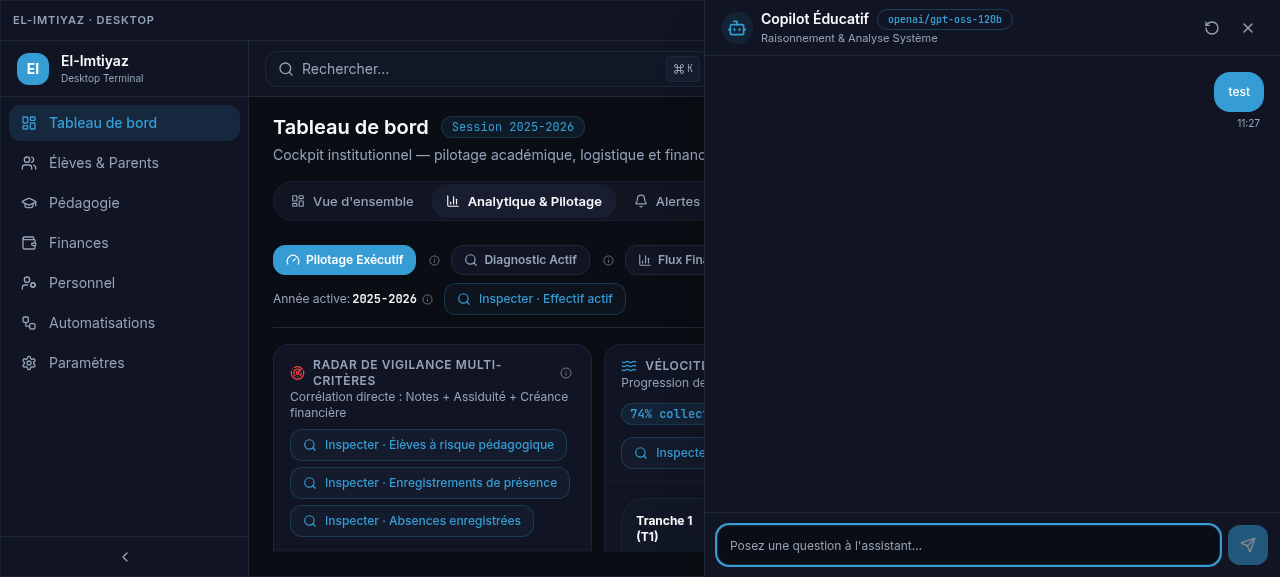 EL-IMTIYAZ · DESKTOP
EI
El-Imtiyaz
Desktop Terminal
Tableau de bord
Élèves & Parents
Pédagogie
Finances
Personnel
Automatisations
Paramètres
Rechercher...
⌘ K
Tableau de bord
Session 2025-2026
Cockpit institutionnel — pilotage académique, logistique et financ
Vue d'ensemble
Analytique & Pilotage
Alertes
Pilotage Exécutif
Diagnostic Actif
Flux Fina
Année active: 2025-2026
Inspecter · Effectif actif
RADAR DE VIGILANCE MULTI-
CRITÈRES
Corrélation directe : Notes + Assiduité + Créance
financière
Inspecter · Élèves à risque pédagogique
Inspecter · Enregistrements de présence
Inspecter · Absences enregistrées
VÉLOCITÉ
Progression de
74% collect
Inspecte
Tranche 1
(T1)
Copilot Éducatif
openai/gpt-oss-120b
Raisonnement & Analyse Système
test
11:27
Posez une question à l'assistant...